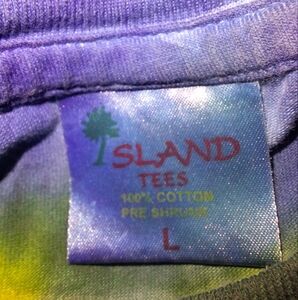 ISLAND
TEES
100% COTTON
PRE SHRUNK
L